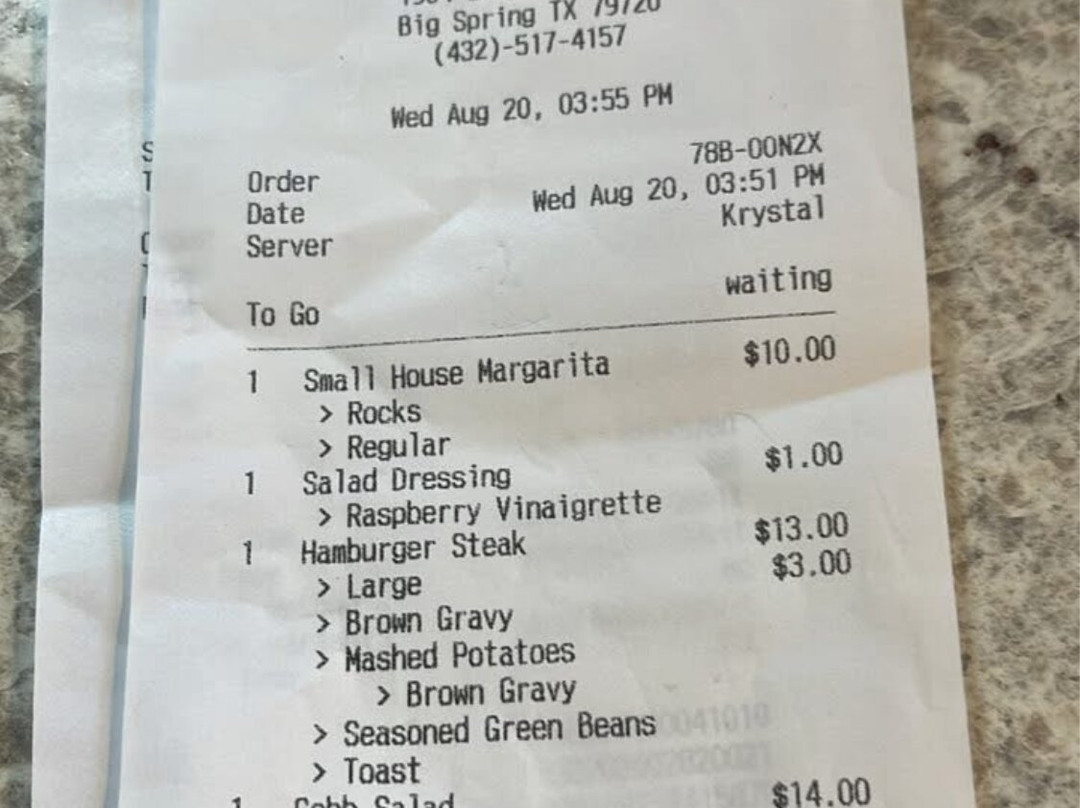 Big Spring TX 79720
(432)-517-4157
Wed Aug 20, 03:55 PM
Order 78B-00N2X
Date Wed Aug 20, 03:51 PM
Server Krystal
To Go waiting
1 Small House Margarita $10.00
> Rocks
> Regular
1 Salad Dressing $1.00
> Raspberry Vinaigrette
1 Hamburger Steak $13.00
> Large $3.00
> Brown Gravy
> Mashed Potatoes
> Brown Gravy
> Seasoned Green Beans
> Toast
1 Cobb Salad $14.00